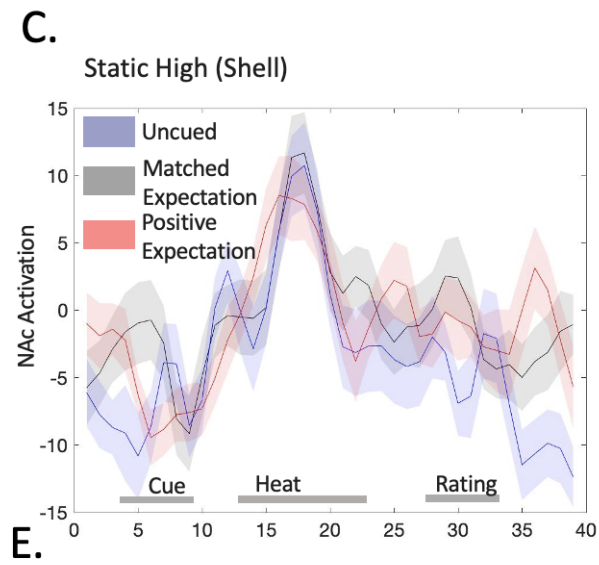 C.
Static High (Shell)
15
10
5
0
-5
-10
-15
NAc Activation
Uncued
Matched
Expectation
Positive
Expectation
Cue
Heat
Rating
0
5
10
15
20
25
30
35
40
E.